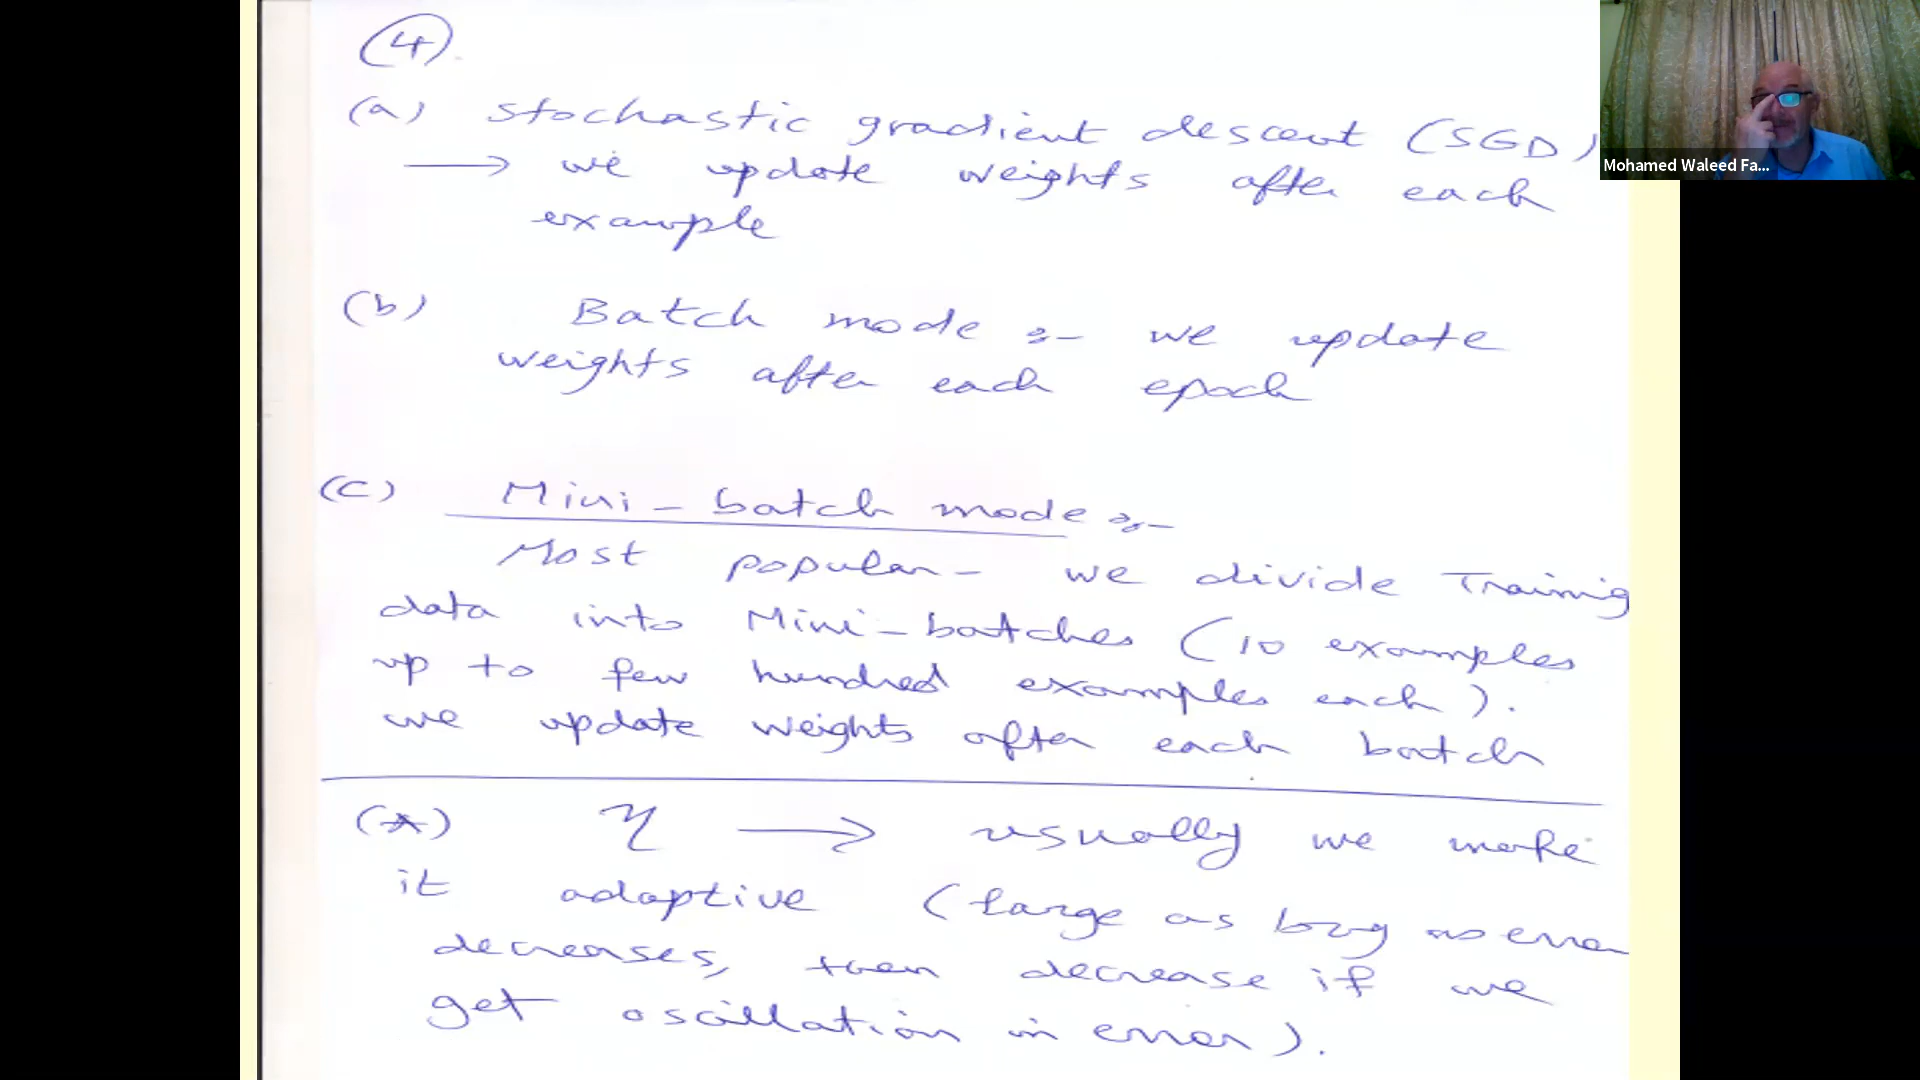 (4)
(a) stochastic gradient descent (SGD)
→ we update weights after each
example
(b) Batch mode :- we update
weights after each epoch
(c) Mini-batch mode :-
Most popular - we divide Training
data into Mini-batches (10 examples
up to few hundred examples each).
we update weights after each batch
(*) η → usually we make
it adaptive (large as long as error
decreases, then decrease if we
get oscillation in error).
Mohamed Waleed Fa...